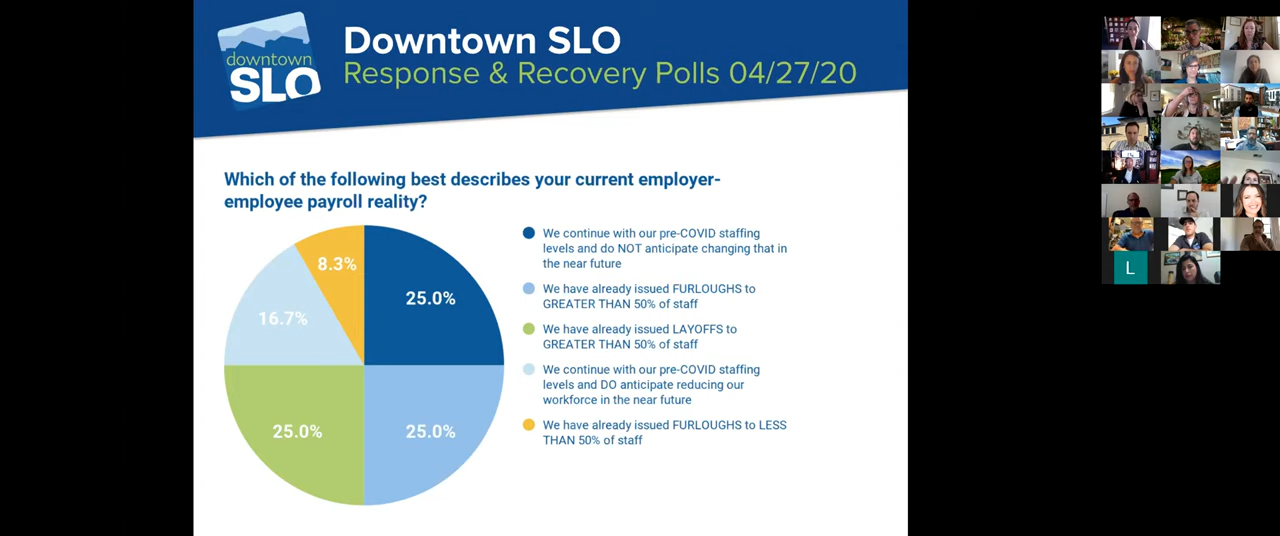 downtown
SLO
Downtown SLO
Response & Recovery Polls 04/27/20
Which of the following best describes your current employer-
employee payroll reality?
8.3%
25.0%
16.7%
25.0%
25.0%
We continue with our pre-COVID staffing
levels and do NOT anticipate changing that in
the near future
We have already issued FURLOUGHS to
GREATER THAN 50% of staff
We have already issued LAYOFFS to
GREATER THAN 50% of staff
We continue with our pre-COVID staffing
levels and DO anticipate reducing our
workforce in the near future
We have already issued FURLOUGHS to LESS
THAN 50% of staff
L